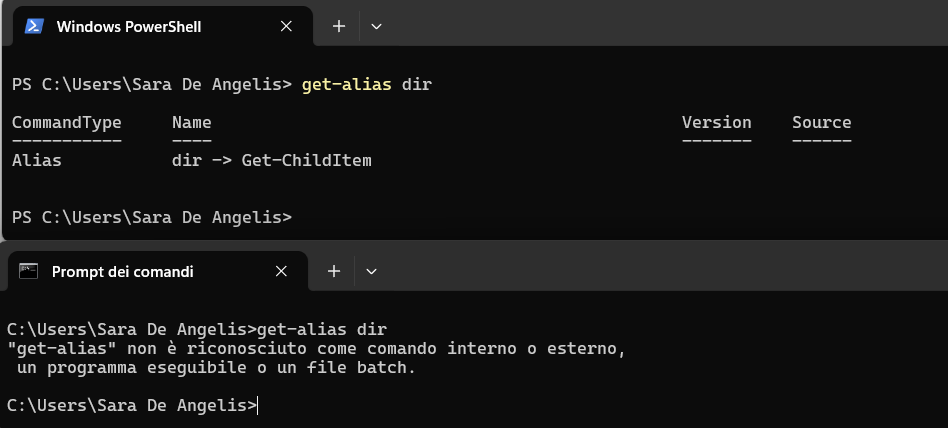 Windows PowerShell
PS C:\Users\Sara De Angelis> get-alias dir
CommandType     Name                                               Version    Source
-----------     ----                                               -------    ------
Alias           dir -> Get-ChildItem
PS C:\Users\Sara De Angelis>
Prompt dei comandi
C:\Users\Sara De Angelis>get-alias dir
"get-alias" non è riconosciuto come comando interno o esterno,
 un programma eseguibile o un file batch.
C:\Users\Sara De Angelis>